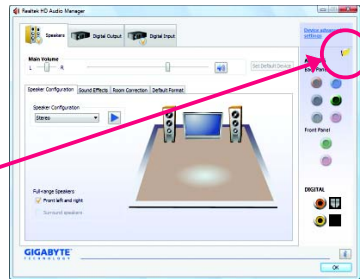 Realtek HD Audio Manager
Speakers
Digital Output
Digital Input
Device advanced settings
Main Volume
L
R
Set Default Device
Speaker Configuration
Sound Effects
Room Correction
Default Format
Speaker Configuration
Stereo
Front Panel
Full-range Speakers
Front left and right
Surround speakers
DIGITAL
GIGABYTE
TECHNOLOGY
OK